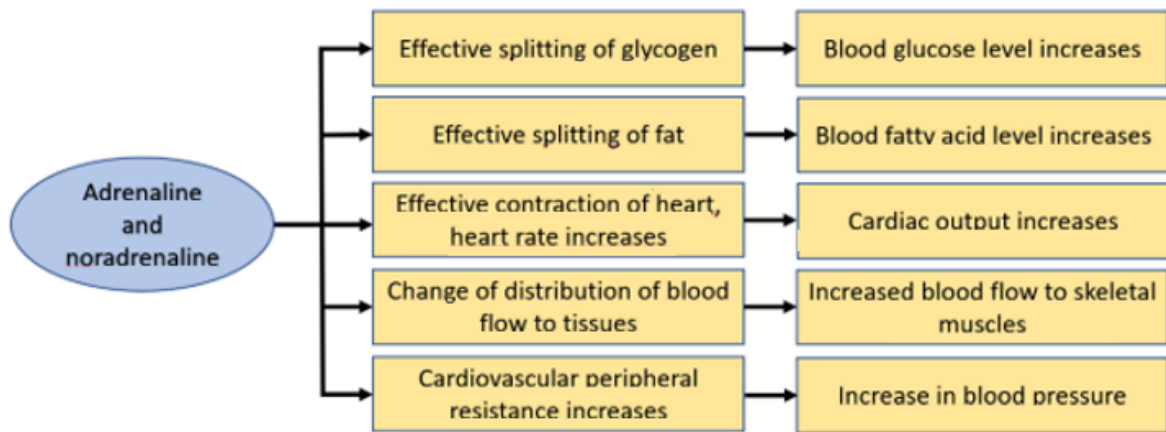 Adrenaline
and
noradrenaline
Effective splitting of glycogen
Blood glucose level increases
Effective splitting of fat
Blood fatty acid level increases
Effective contraction of heart,
heart rate increases
Cardiac output increases
Change of distribution of blood
flow to tissues
Increased blood flow to skeletal
muscles
Cardiovascular peripheral
resistance increases
Increase in blood pressure